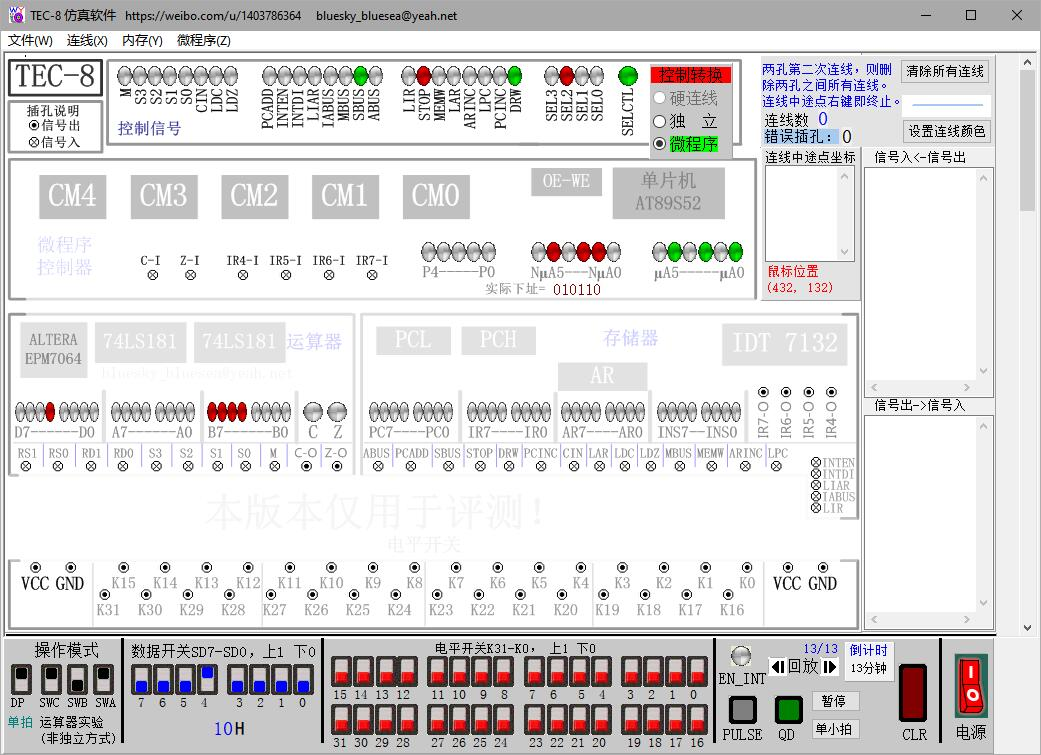 TEC-8 仿真软件 https://weibo.com/u/1403786364 bluesky_bluesea@yeah.net
文件(W) 连线(X) 内存(Y) 微程序(Z)
TEC-8
插孔说明
信号出
信号入
M S3 S2 S1 S0 CIN LDC LDZ
PCADD INTEN INTDI LIAR IABUS MBUS SBUS ABUS
LIR STOP MEMW LAR ARINC LPC PCINC DRW
SEL3 SEL2 SEL1 SEL0
SELCTL
控制信号
控制转换
硬连线
独 立
微程序
两孔第二次连线，则删
除两孔之间所有连线。
连线中途点右键即终止。
连线数 0
错误插孔： 0
清除所有连线
设置连线颜色
连线中途点坐标
信号入<-信号出
鼠标位置
(432, 132)
信号出->信号入
CM4 CM3 CM2 CM1 CM0
OE-WE
单片机
AT89S52
微程序
控制器
C-I Z-I IR4-I IR5-I IR6-I IR7-I
P4-----P0 NμA5---NμA0 μA5-----μA0
实际下址= 010110
ALTERA
EPM7064
74LS181 74LS181 运算器
bluesky_bluesea@yeah.net
PCL PCH 存储器 IDT 7132
AR
D7------D0 A7------A0 B7------B0 C Z
PC7----PC0 IR7----IR0 AR7----AR0 INS7--INS0
IR7-O IR6-O IR5-O IR4-O
RS1 RS0 RD1 RD0 S3 S2 S1 S0 M C-O Z-O
ABUS PCADD SBUS STOP DRW PCINC CIN LAR LDC LDZ MBUS MEMW ARINC LPC
INTEN
INTDI
LIAR
IABUS
LIR
本版本仅用于评测！
电平开关
VCC GND K15 K14 K13 K12 K11 K10 K9 K8 K7 K6 K5 K4 K3 K2 K1 K0 VCC GND
K31 K30 K29 K28 K27 K26 K25 K24 K23 K22 K21 K20 K19 K18 K17 K16
操作模式
DP SWC SWB SWA
单拍 运算器实验
(非独立方式)
数据开关SD7-SD0，上1 下0
7 6 5 4 3 2 1 0
10H
电平开关K31-K0， 上1 下0
15 14 13 12 11 10 9 8 7 6 5 4 3 2 1 0
31 30 29 28 27 26 25 24 23 22 21 20 19 18 17 16
EN_INT
13/13
回放
倒计时
13分钟
PULSE QD
暂停
单小拍
CLR
电源